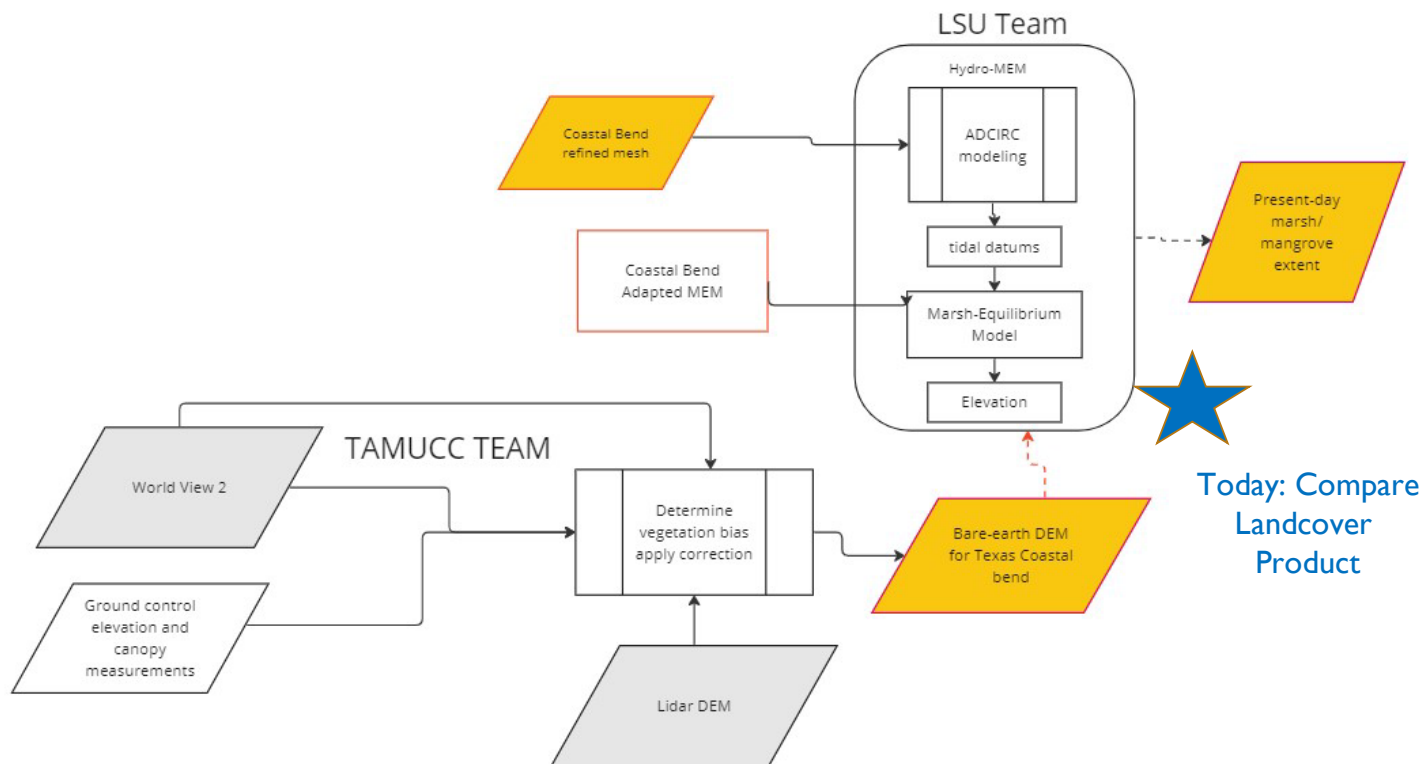 LSU Team
Hydro-MEM
Coastal Bend
refined mesh
ADCIRC
modeling
Present-day
marsh/
mangrove
extent
tidal datums
Coastal Bend
Adapted MEM
Marsh-Equilibrium
Model
Elevation
TAMUCC TEAM
World View 2
Determine
vegetation bias
apply correction
Bare-earth DEM
for Texas Coastal
bend
Today: Compare
Landcover
Product
Ground control
elevation and
canopy
measurements
Lidar DEM